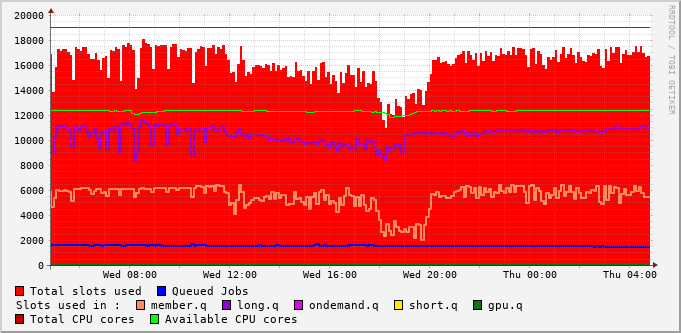 20000
18000
16000
14000
12000
10000
8000
6000
4000
2000
0
Wed 08:00 Wed 12:00 Wed 16:00 Wed 20:00 Thu 00:00 Thu 04:00
RRDTOOL / TOBI OETIKER
Total slots used Queued Jobs
Slots used in : member.q long.q ondemand.q short.q gpu.q
Total CPU cores Available CPU cores